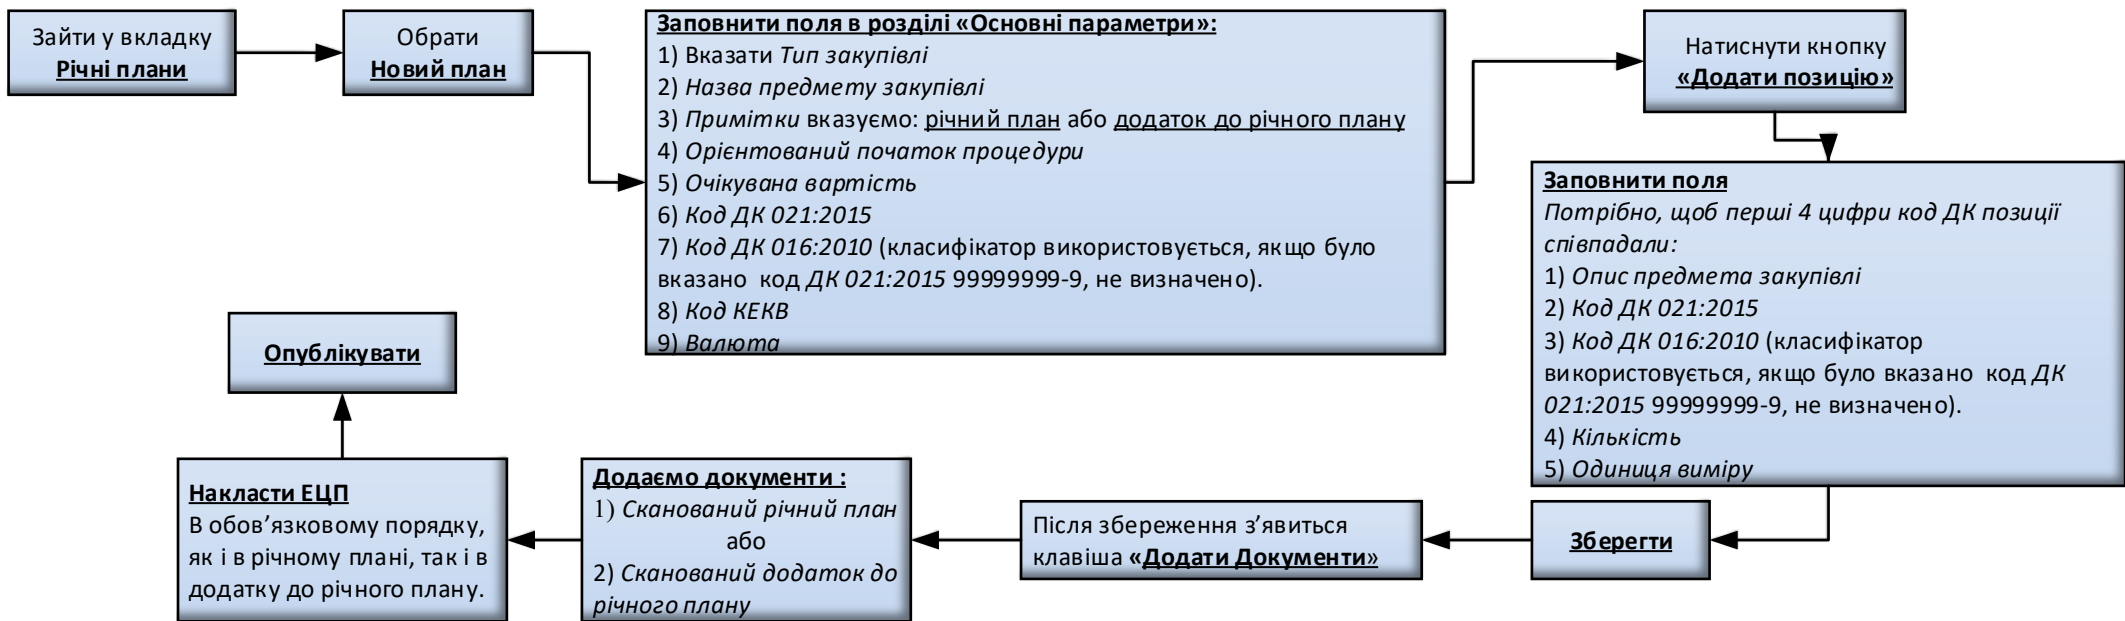 Зайти у вкладку
Річні плани
Обрати
Новий план
Заповнити поля в розділі «Основні параметри»:
1) Вказати Тип закупівлі
2) Назва предмету закупівлі
3) Примітки вказуємо: річний план або додаток до річного плану
4) Орієнтований початок процедури
5) Очікувана вартість
6) Код ДК 021:2015
7) Код ДК 016:2010 (класифікатор використовується, якщо було
вказано код ДК 021:2015 99999999-9, не визначено).
8) Код КЕКВ
9) Валюта
Натиснути кнопку
«Додати позицію»
Заповнити поля
Потрібно, щоб перші 4 цифри код ДК позиції
співпадали:
1) Опис предмета закупівлі
2) Код ДК 021:2015
3) Код ДК 016:2010 (класифікатор
використовується, якщо було вказано код ДК
021:2015 99999999-9, не визначено).
4) Кількість
5) Одиниця виміру
Зберегти
Після збереження з’явиться
клавіша «Додати Документи»
Додаємо документи :
1) Сканований річний план
або
2) Сканований додаток до
річного плану
Накласти ЕЦП
В обов’язковому порядку,
як і в річному плані, так і в
додатку до річного плану.
Опублікувати